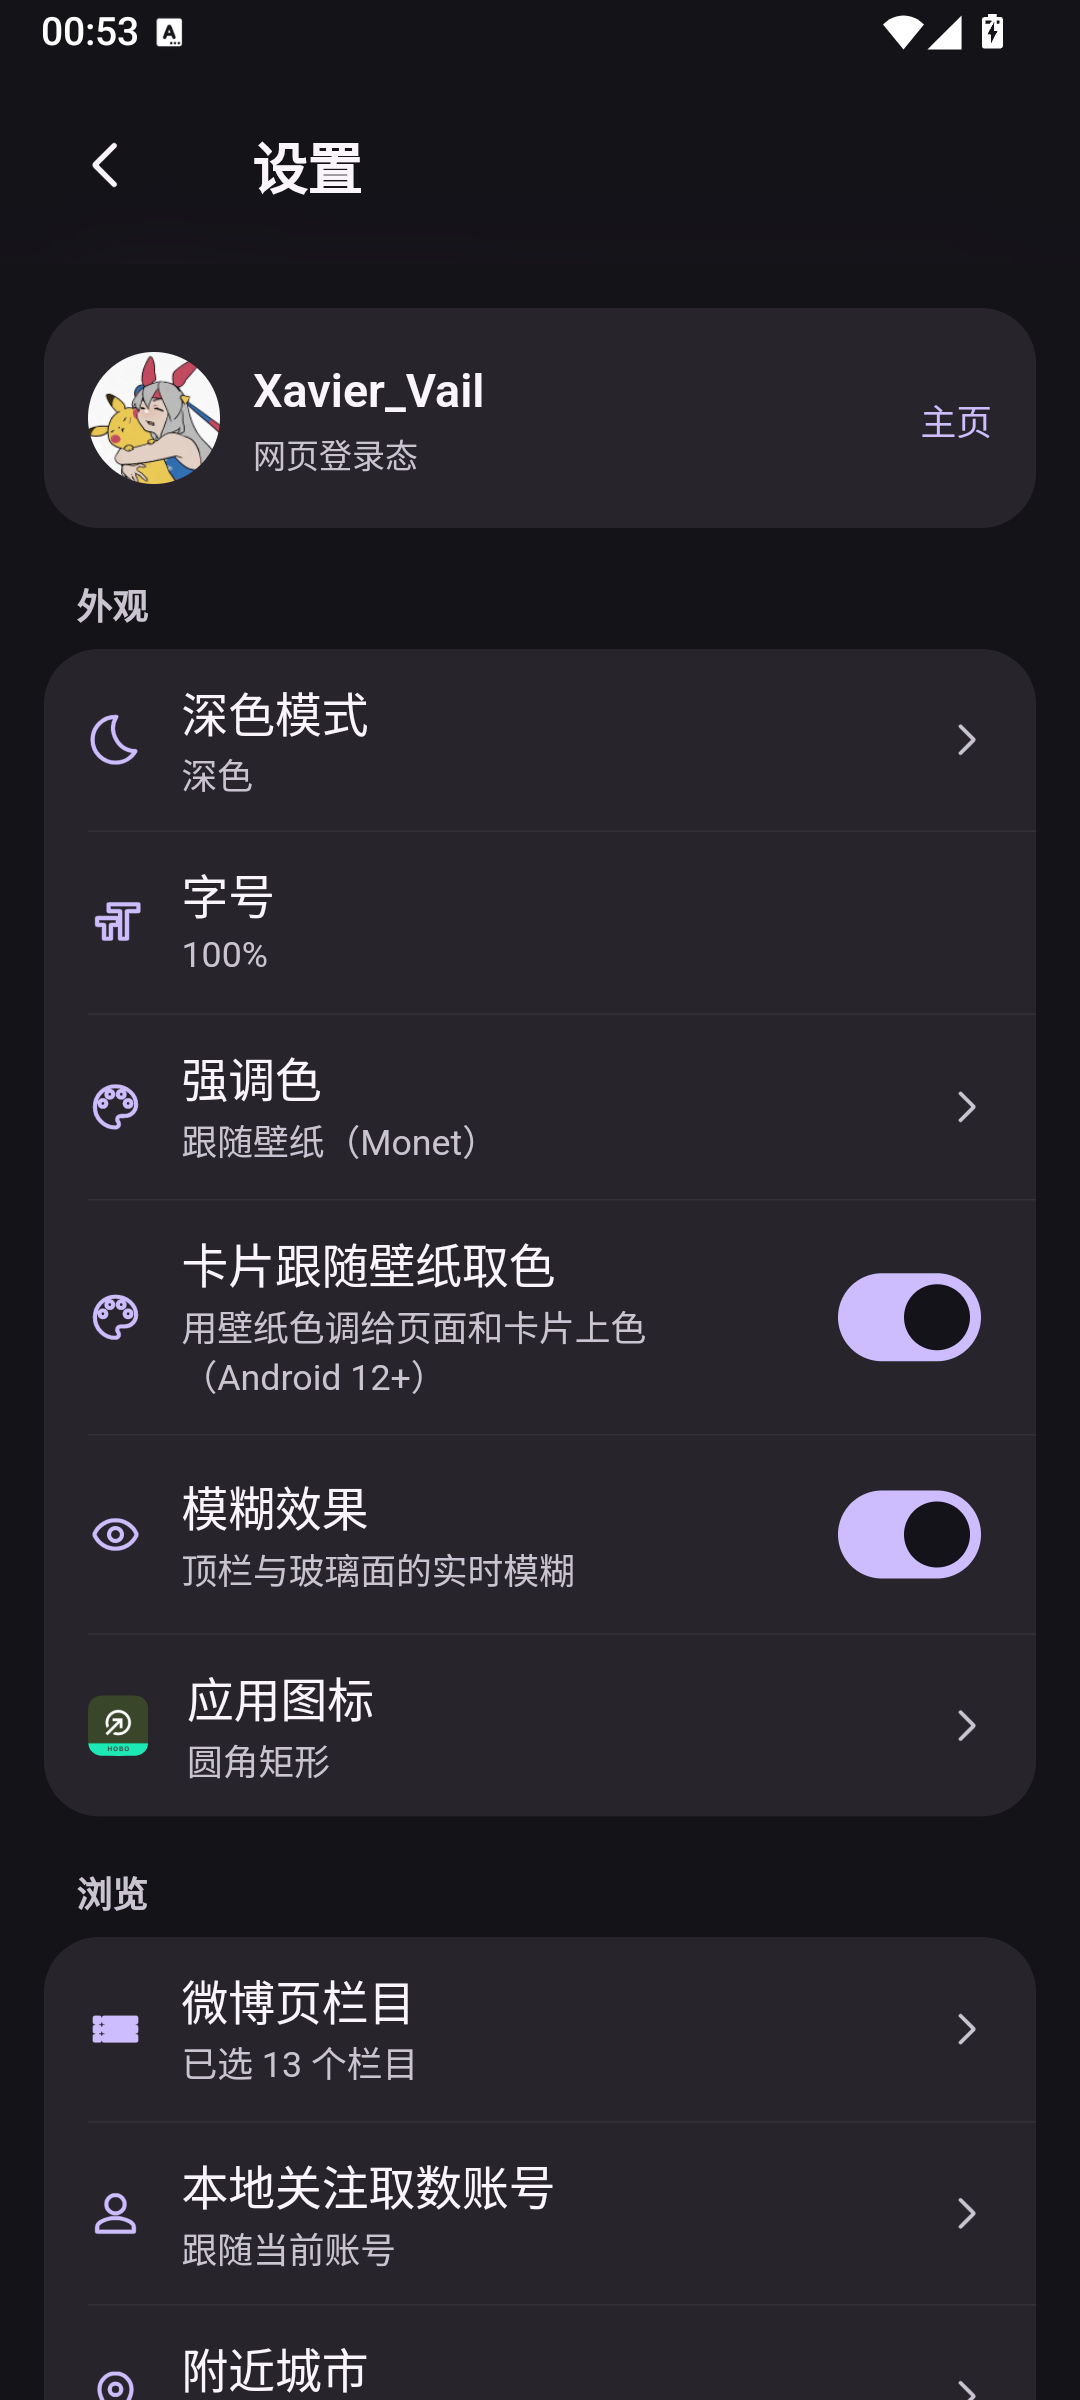 00:53
设置
Xavier_Vail
网页登录态
主页
外观
深色模式
深色
字号
100%
强调色
跟随壁纸（Monet）
卡片跟随壁纸取色
用壁纸色调给页面和卡片上色
（Android 12+）
模糊效果
顶栏与玻璃面的实时模糊
HOBO
应用图标
圆角矩形
浏览
微博页栏目
已选 13 个栏目
本地关注取数账号
跟随当前账号
附近城市